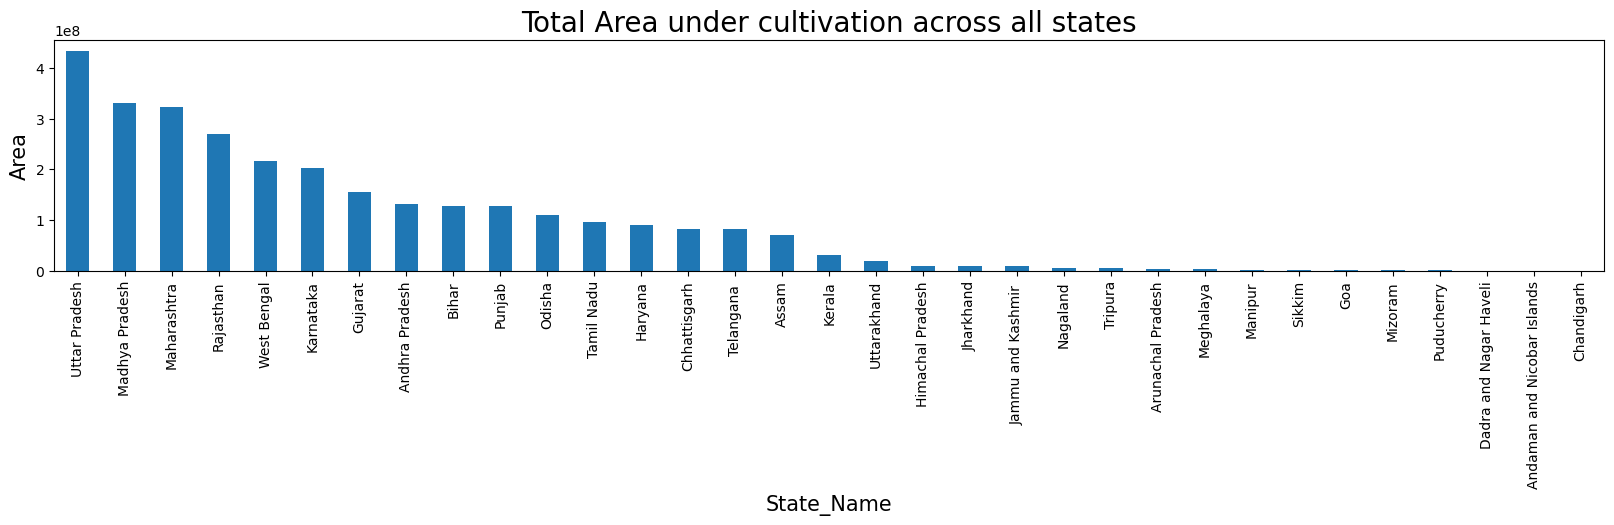 Total Area under cultivation across all states
1e8
4
3
2
1
0
Area
Uttar Pradesh
Madhya Pradesh
Maharashtra
Rajasthan
West Bengal
Karnataka
Gujarat
Andhra Pradesh
Bihar
Punjab
Odisha
Tamil Nadu
Haryana
Chhattisgarh
Telangana
Assam
Kerala
Uttarakhand
Himachal Pradesh
Jharkhand
Jammu and Kashmir
Nagaland
Tripura
Arunachal Pradesh
Meghalaya
Manipur
Sikkim
Goa
Mizoram
Puducherry
Dadra and Nagar Haveli
Andaman and Nicobar Islands
Chandigarh
State_Name